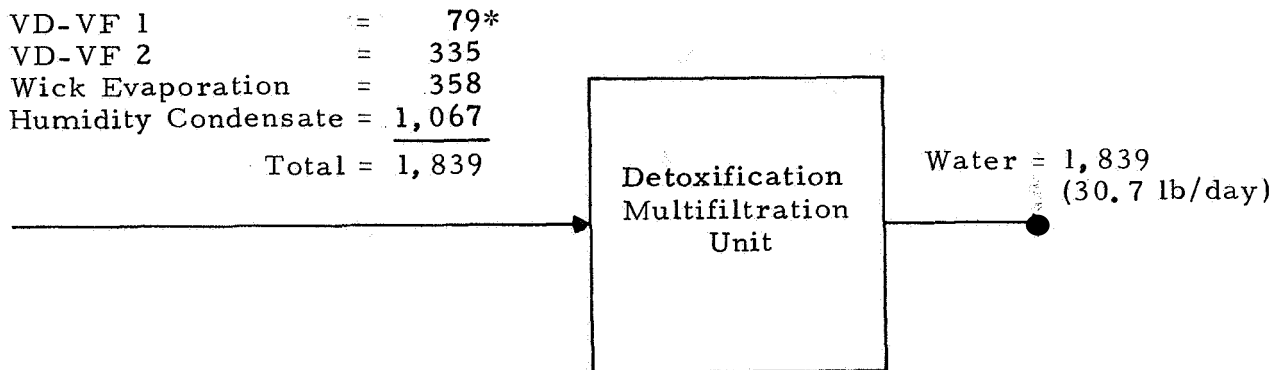 VD-VF 1 = 79*
VD-VF 2 = 335
Wick Evaporation = 358
Humidity Condensate = 1,067
Total = 1,839
Detoxification
Multifiltration
Unit
Water = 1,839
(30.7 lb/day)